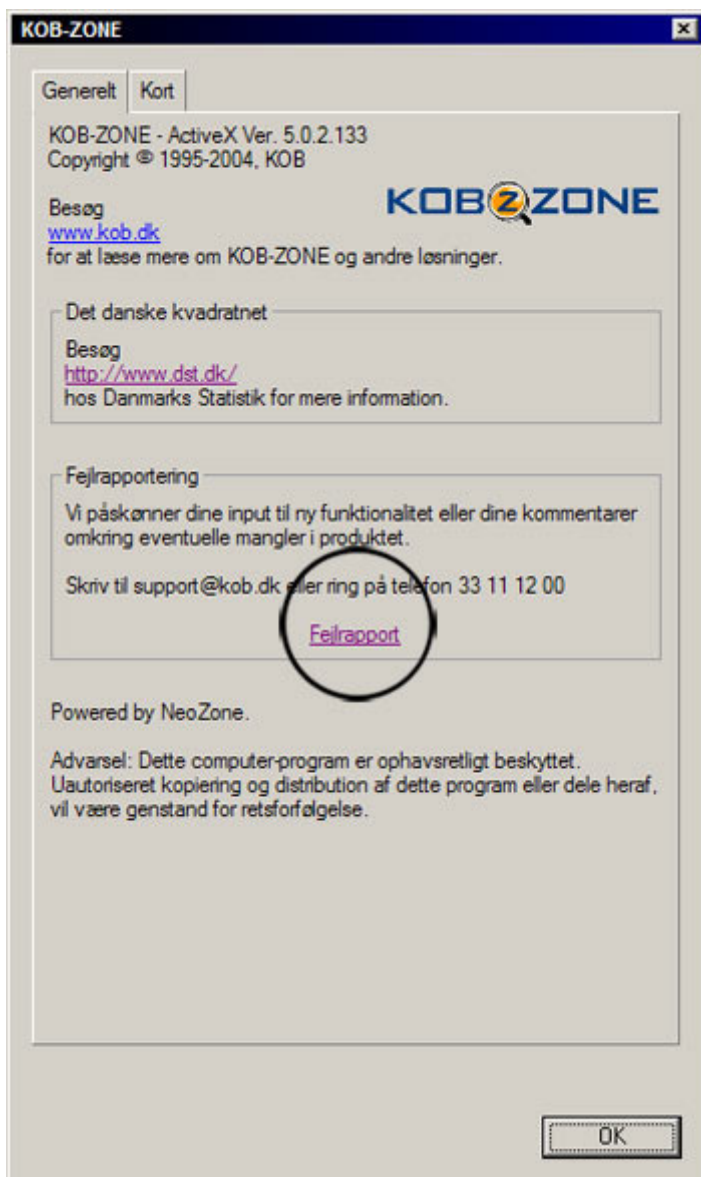 KOB-ZONE
Generelt Kort
KOB-ZONE - ActiveX Ver. 5.0.2.133
Copyright © 1995-2004, KOB
KOB2ZONE
Besøg
www.kob.dk
for at læse mere om KOB-ZONE og andre løsninger.
Det danske kvadratnet
Besøg
http://www.dst.dk/
hos Danmarks Statistik for mere information.
Fejlrapportering
Vi påskønner dine input til ny funktionalitet eller dine kommentarer
omkring eventuelle mangler i produktet.
Skriv til support@kob.dk eller ring på telefon 33 11 12 00
Fejlrapport
Powered by NeoZone.
Advarsel: Dette computer-program er ophavsretligt beskyttet.
Uautoriseret kopiering og distribution af dette program eller dele heraf,
vil være genstand for retsforfølgelse.
OK